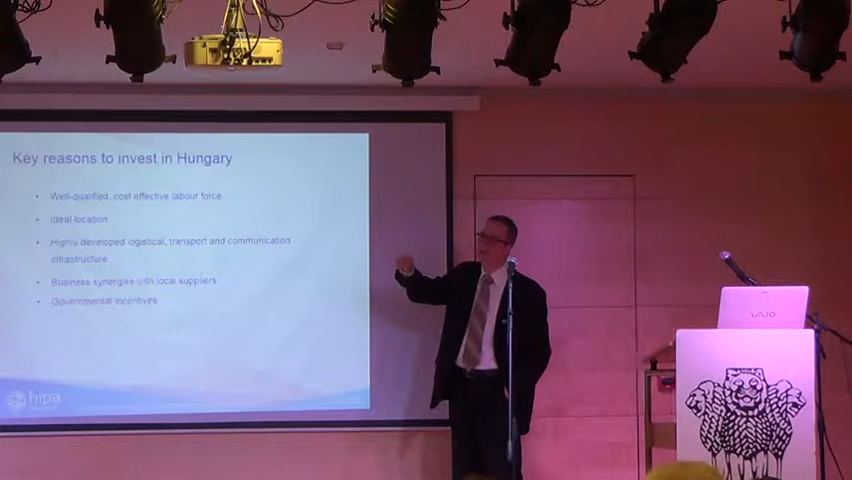 Key reasons to invest in Hungary
• Well-qualified, cost effective labour force
• Ideal location
• Highly developed logistical, transport and communication
infrastructure
• Business synergies with local suppliers
• Governmental incentives
hipa
VAIO